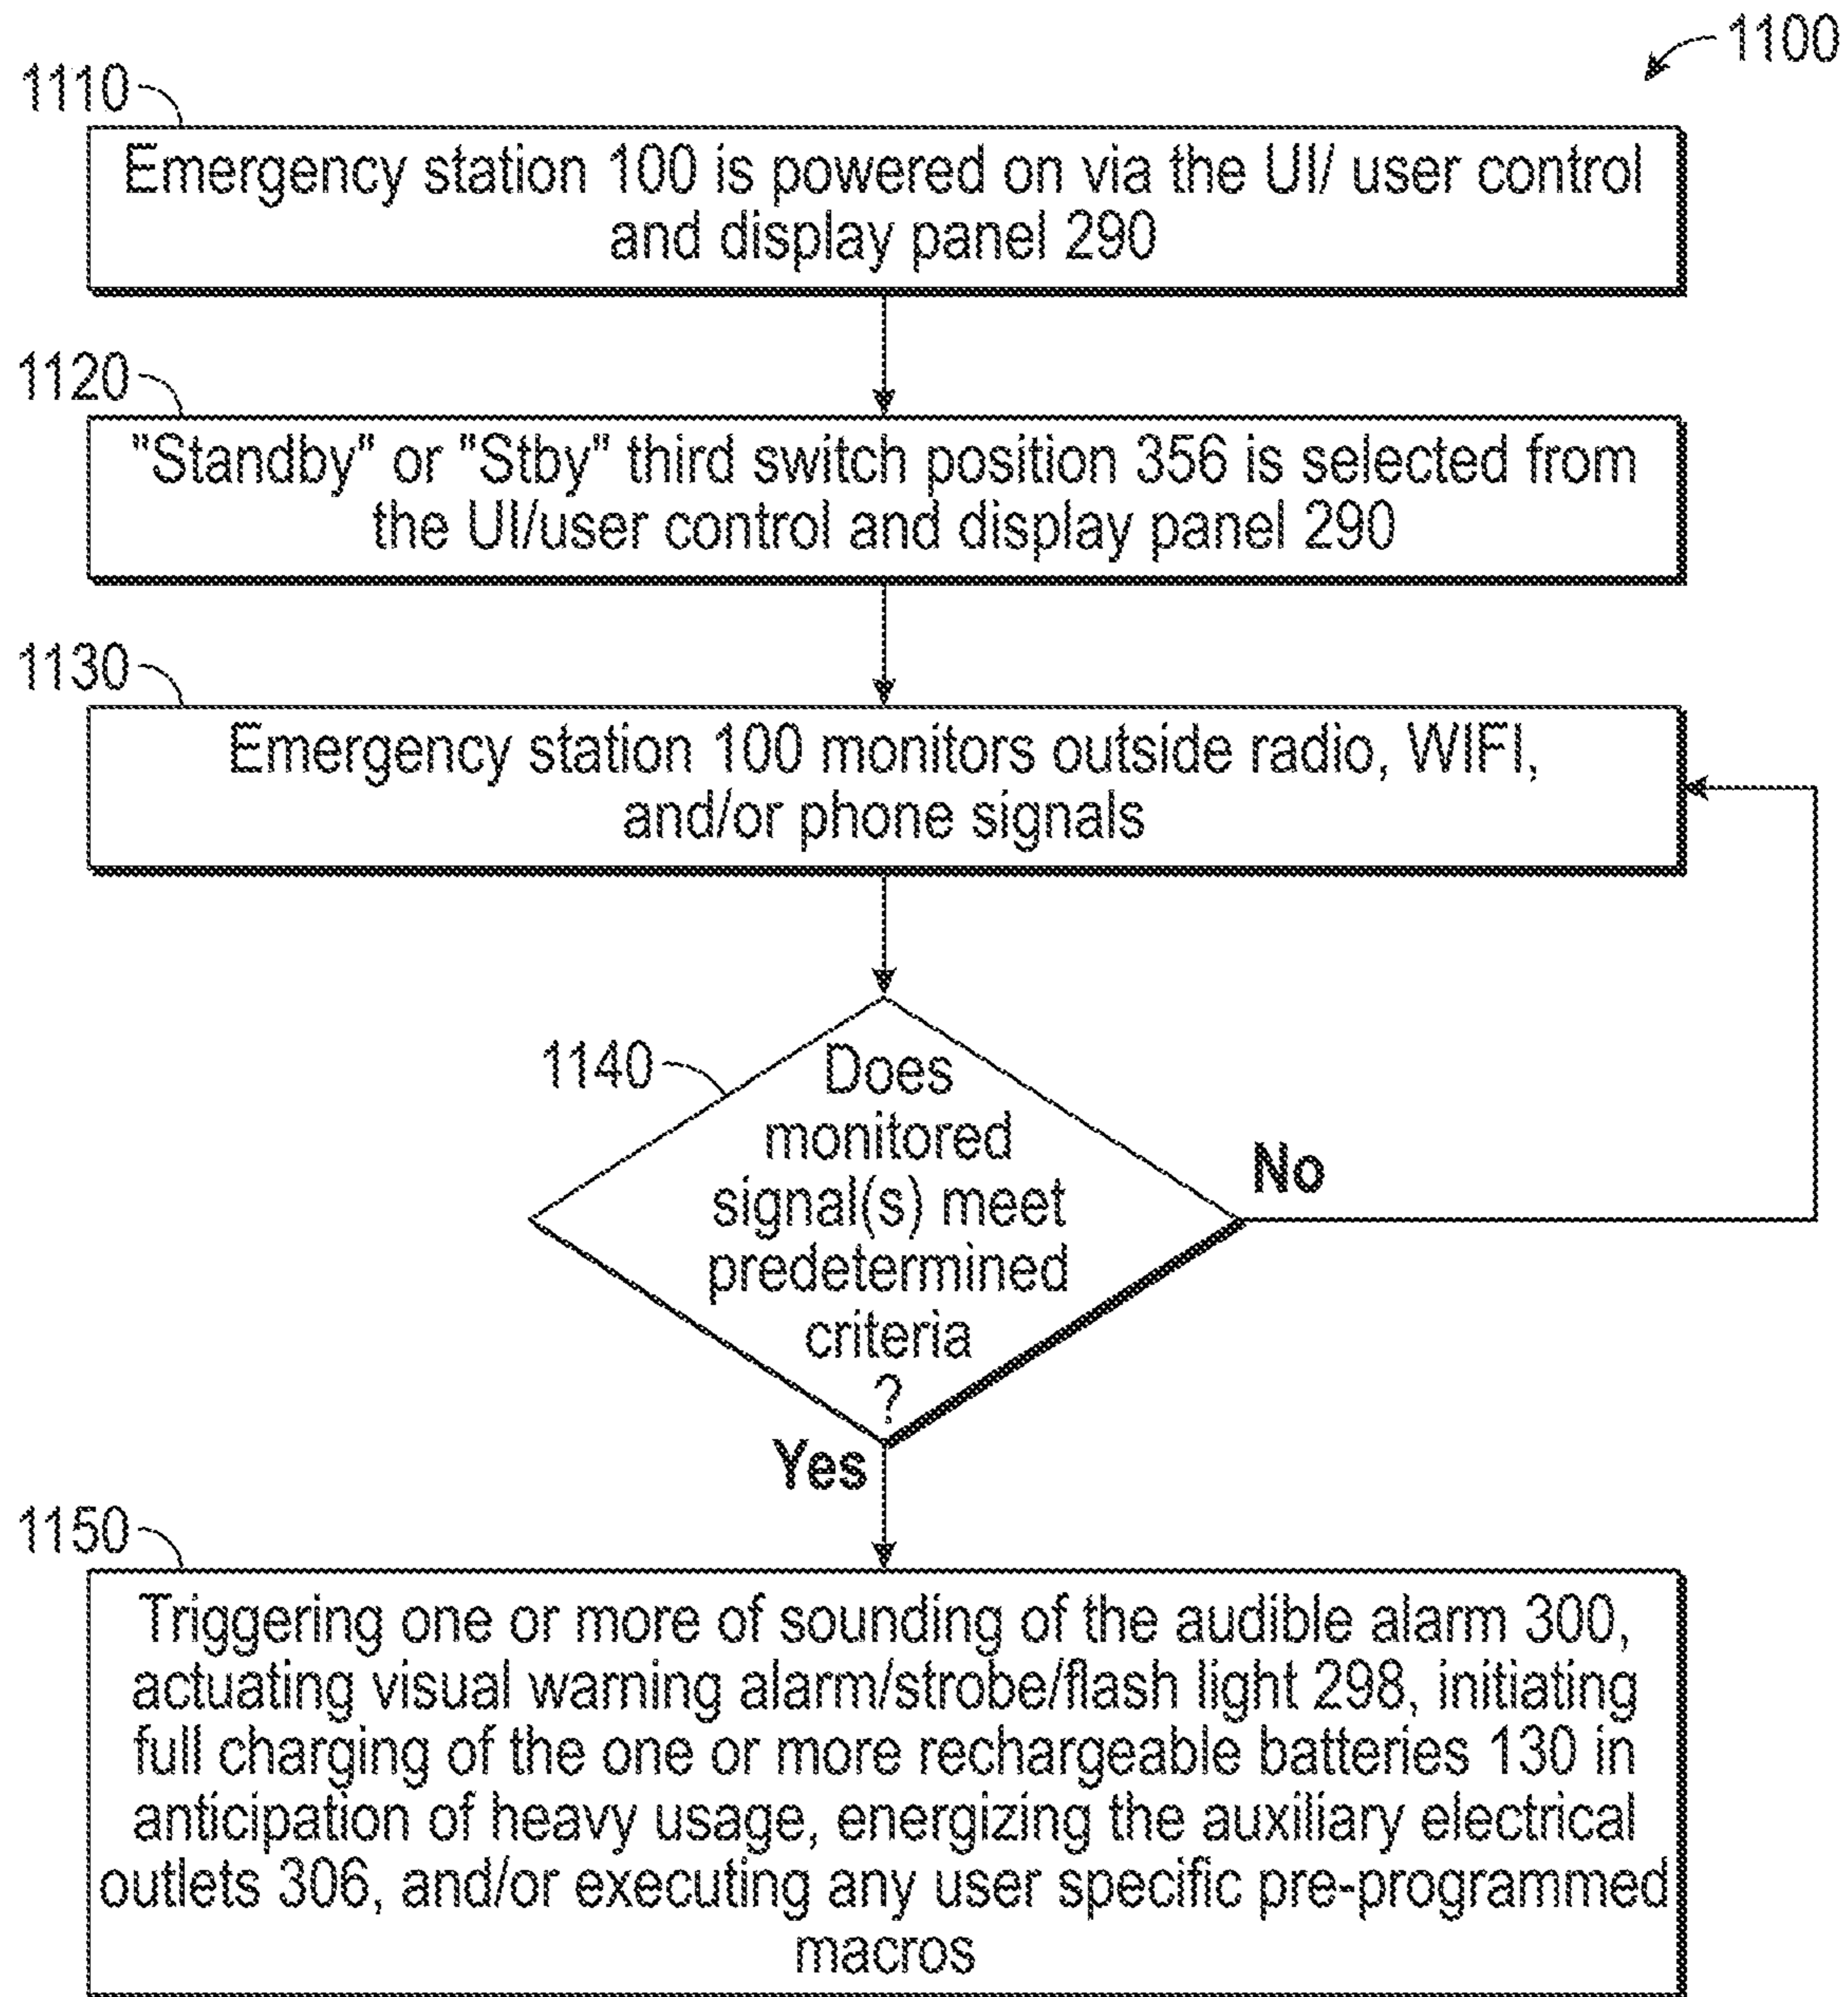 1100
1110
Emergency station 100 is powered on via the UI/ user control
and display panel 290
1120
"Standby" or "Stby" third switch position 356 is selected from
the UI/user control and display panel 290
1130
Emergency station 100 monitors outside radio, WIFI,
and/or phone signals
1140
Does
monitored
signal(s) meet
predetermined
criteria
?
No
Yes
1150
Triggering one or more of sounding of the audible alarm 300,
actuating visual warning alarm/strobe/flash light 298, initiating
full charging of the one or more rechargeable batteries 130 in
anticipation of heavy usage, energizing the auxiliary electrical
outlets 306, and/or executing any user specific pre-programmed
macros